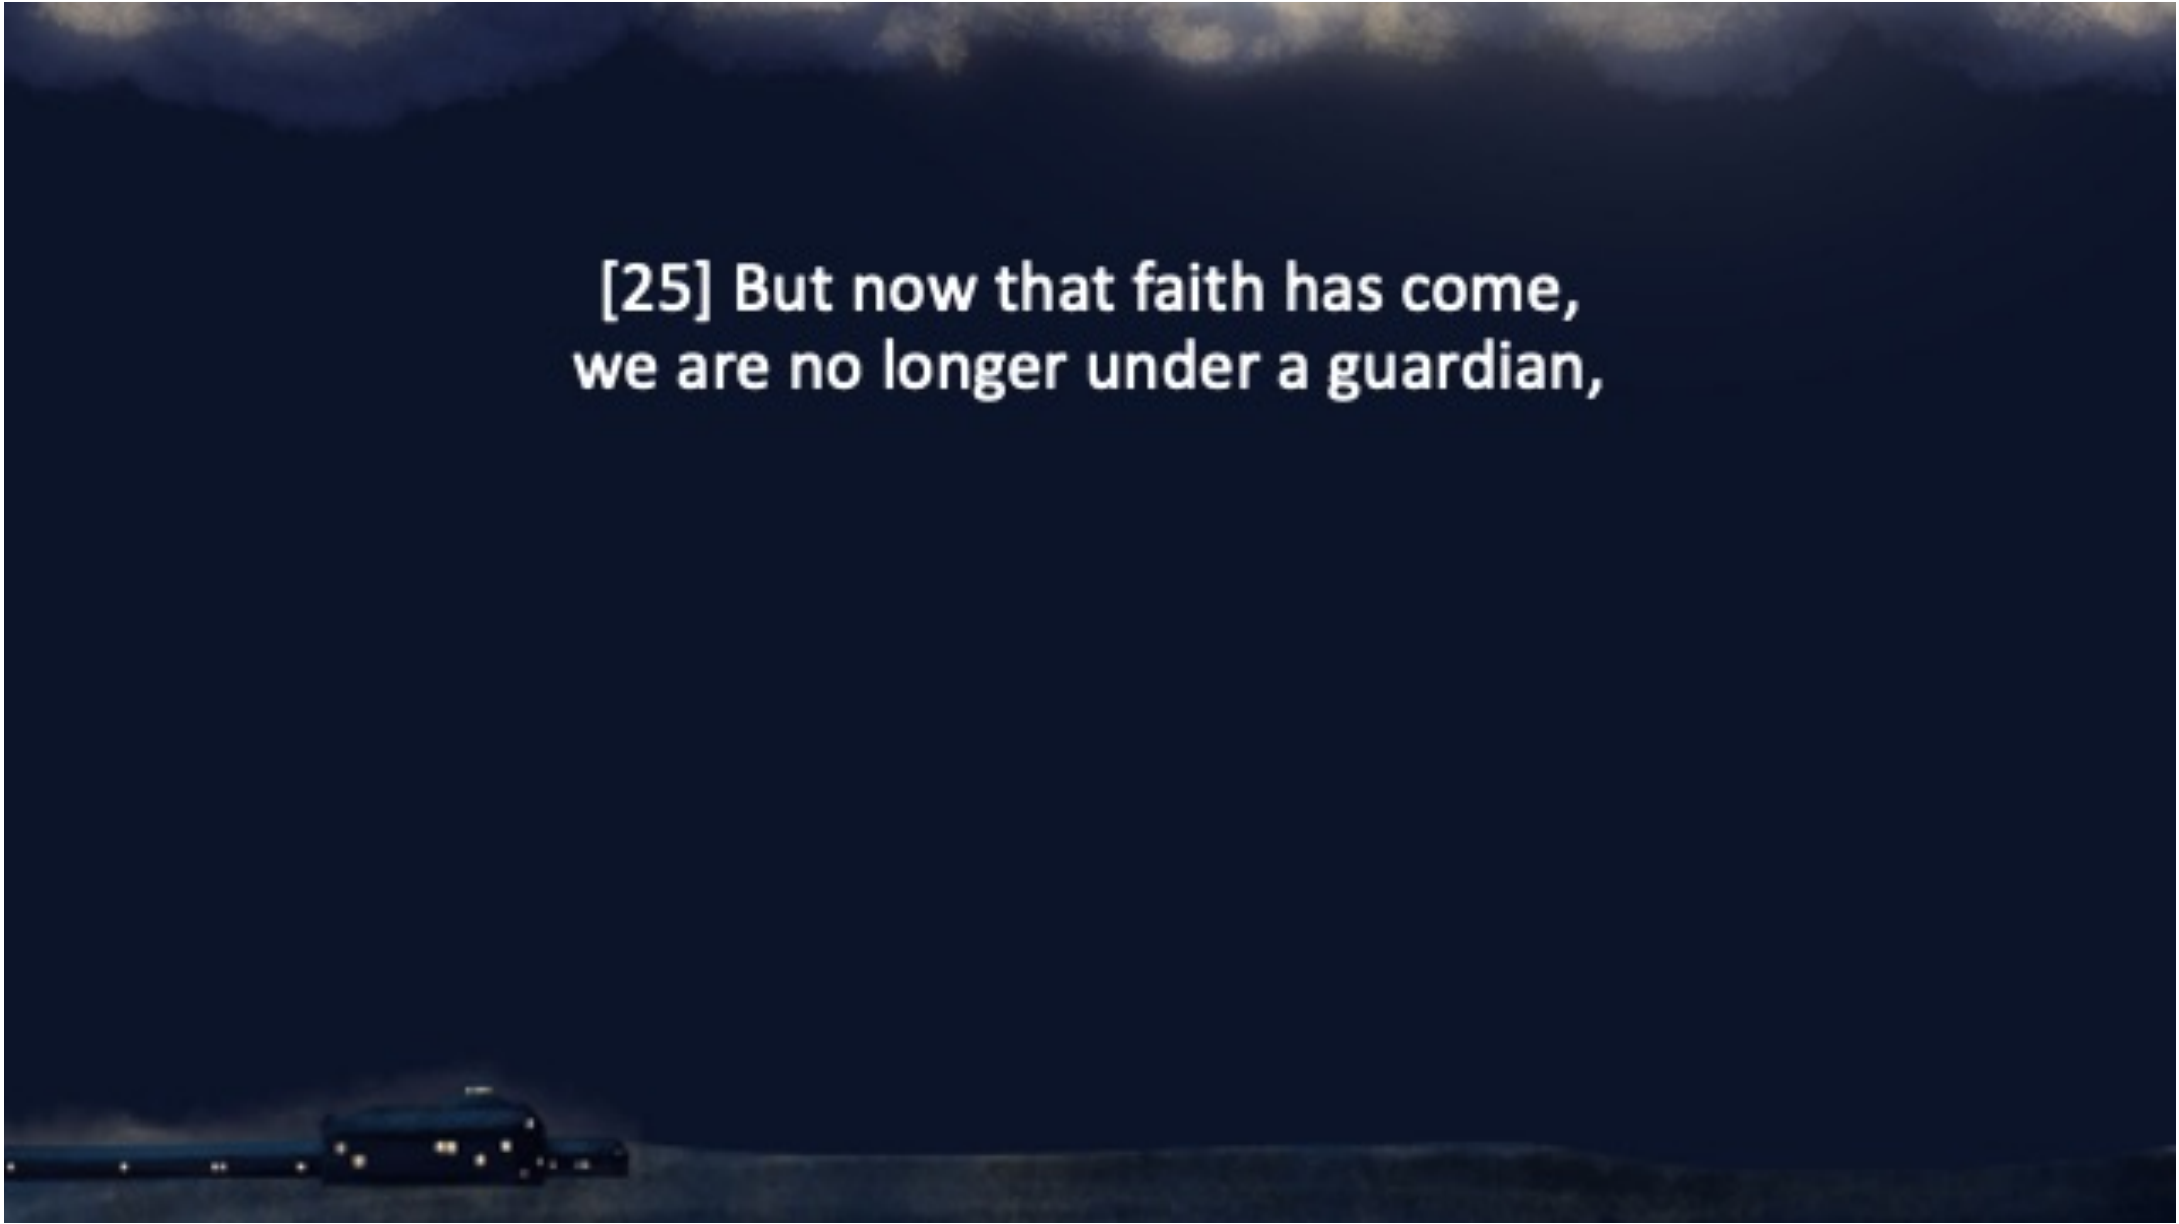 [25] But now that faith has come,
we are no longer under a guardian,